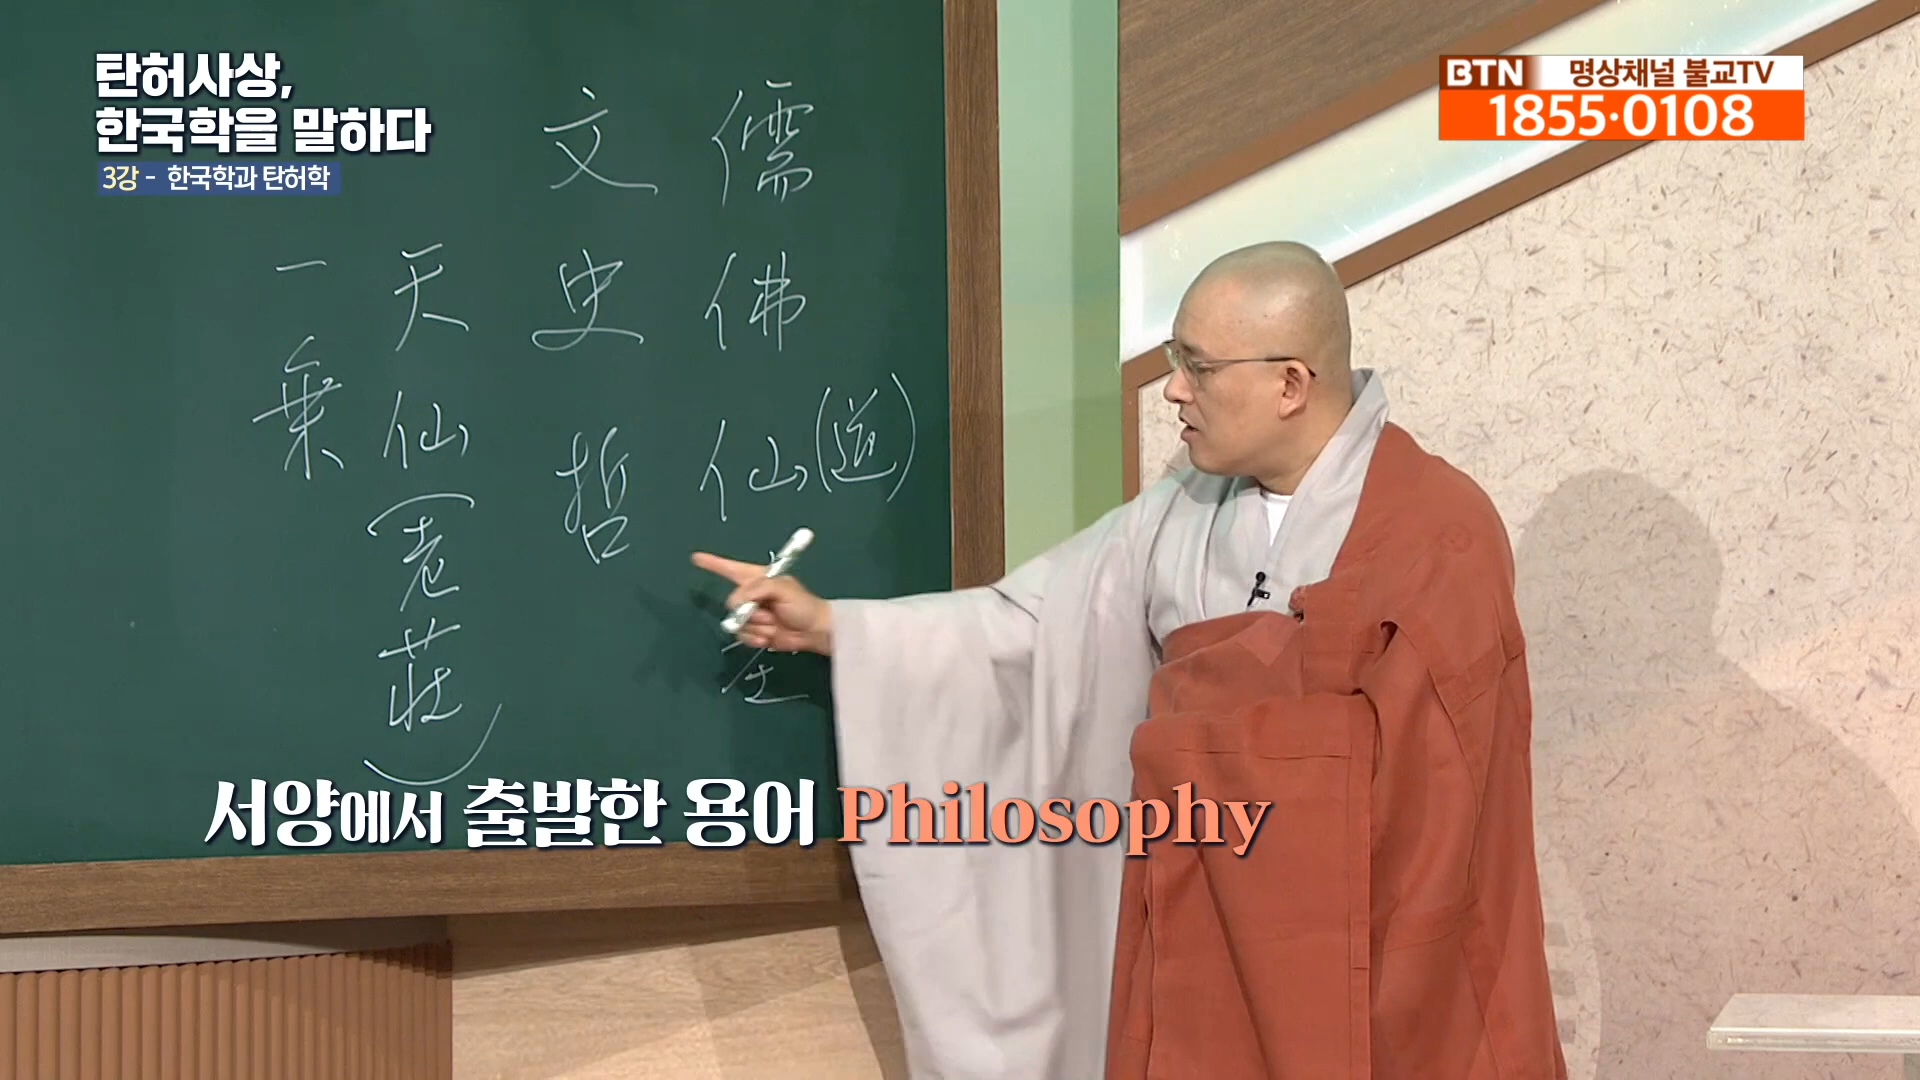 탄허사상,
한국학을 말하다
3강 - 한국학과 탄허학
BTN 명상채널 불교TV
1855·0108
儒
佛
仙(道)
文
史
哲
天
仙
(老
莊)
一
乘
서양에서 출발한 용어 Philosophy